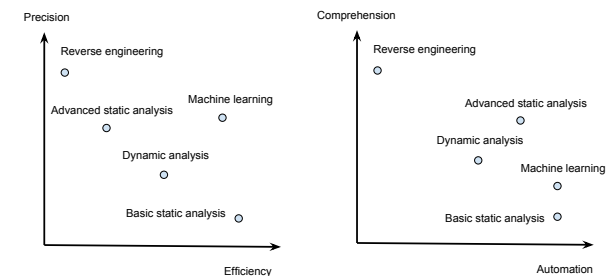 Precision
Reverse engineering
Machine learning
Advanced static analysis
Dynamic analysis
Basic static analysis
Efficiency
Comprehension
Reverse engineering
Advanced static analysis
Dynamic analysis
Machine learning
Basic static analysis
Automation